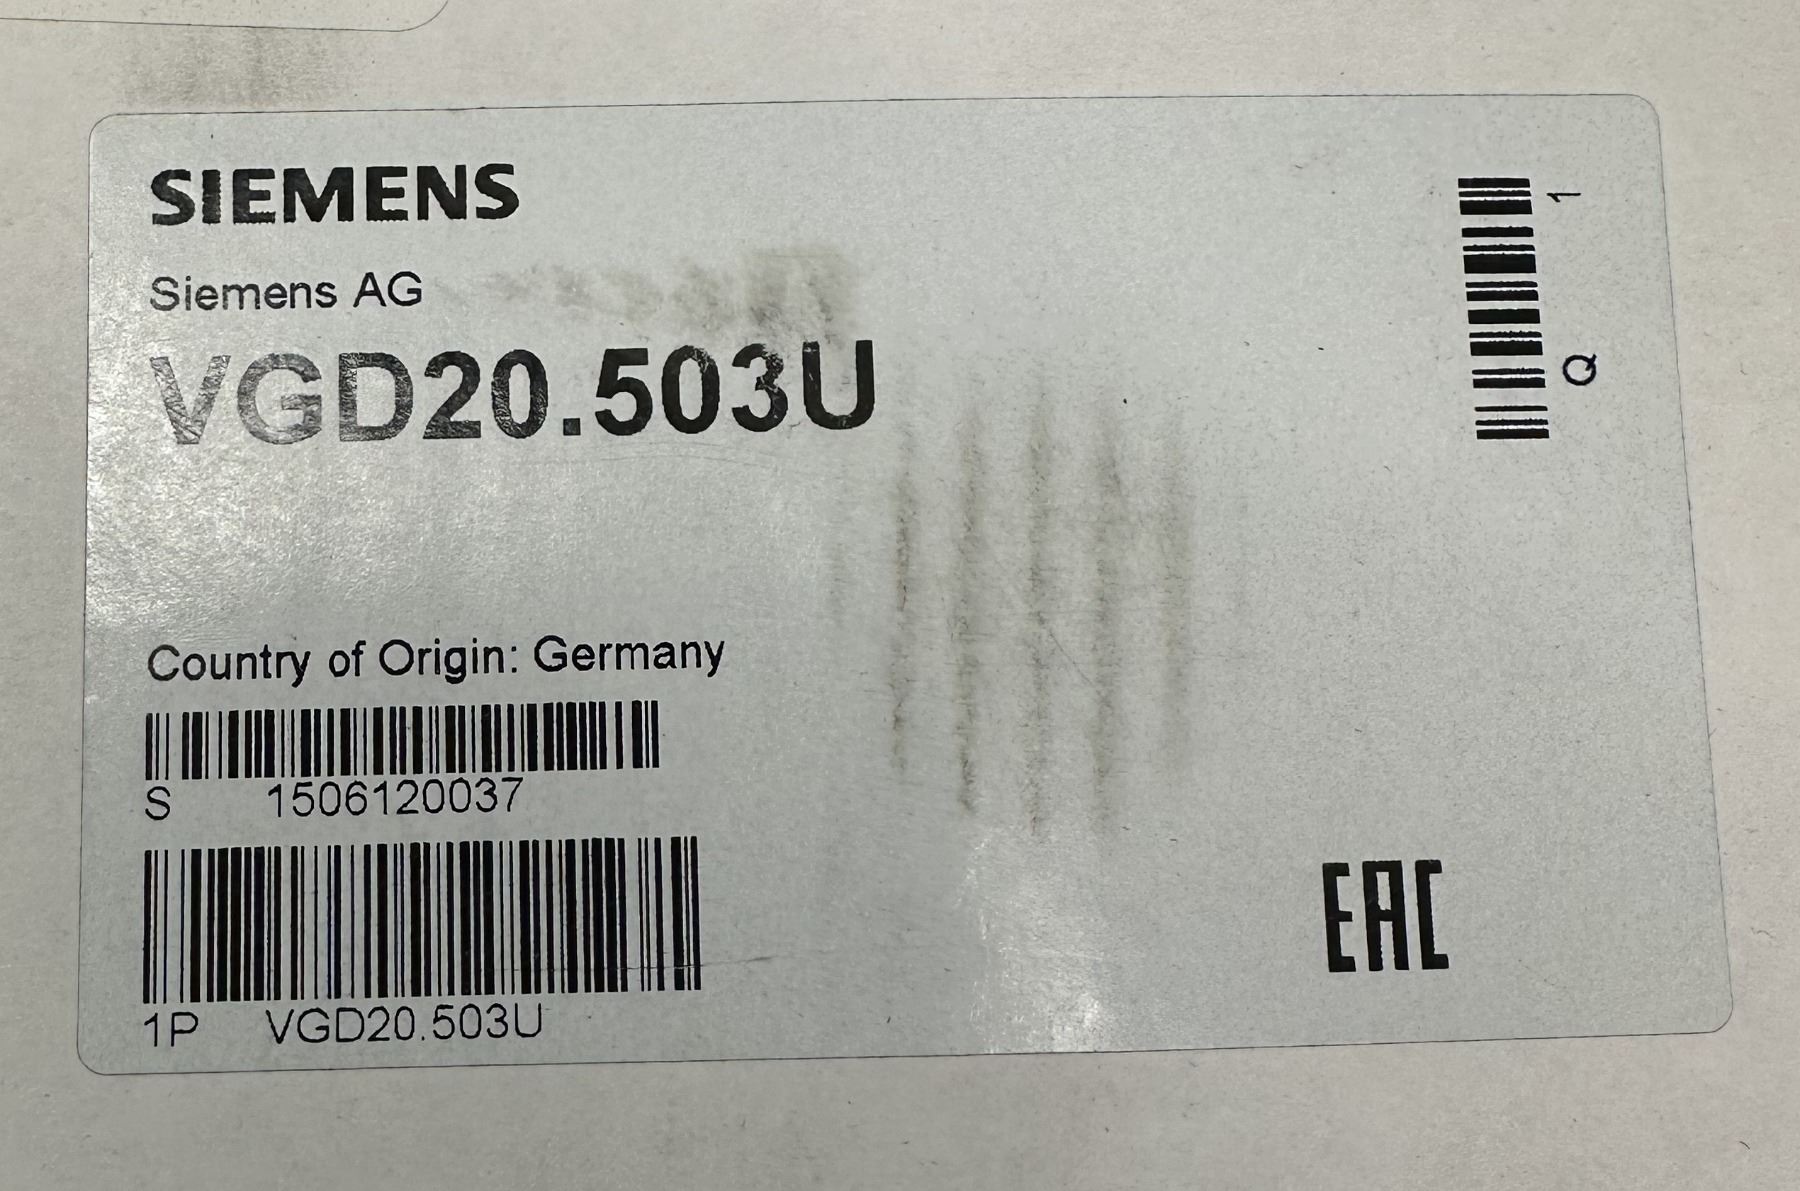 SIEMENS
Siemens AG
VGD20.503U
Country of Origin: Germany
S 1506120037
1P VGD20.503U
Q 1
EAC